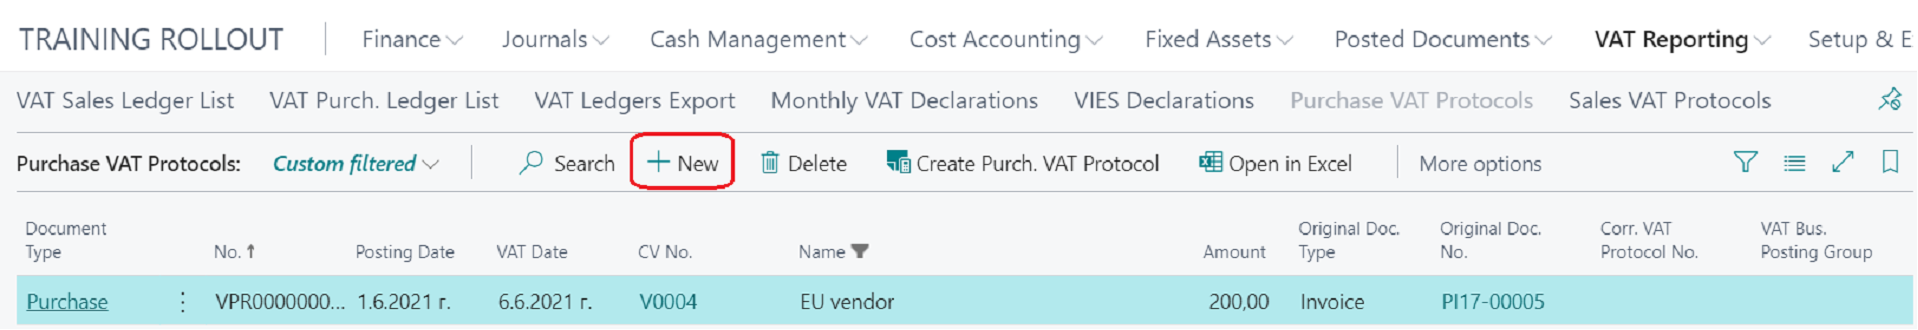 TRAINING ROLLOUT Finance Journals Cash Management Cost Accounting Fixed Assets Posted Documents VAT Reporting Setup & E
VAT Sales Ledger List VAT Purch. Ledger List VAT Ledgers Export Monthly VAT Declarations VIES Declarations Purchase VAT Protocols Sales VAT Protocols
Purchase VAT Protocols: Custom filtered Search New Delete Create Purch. VAT Protocol Open in Excel More options
Document Original Doc. Original Doc. Corr. VAT VAT Bus.
Type No. ↑ Posting Date VAT Date CV No. Name Amount Type No. Protocol No. Posting Group
Purchase VPR0000000... 1.6.2021 г. 6.6.2021 г. V0004 EU vendor 200,00 Invoice PI17-00005